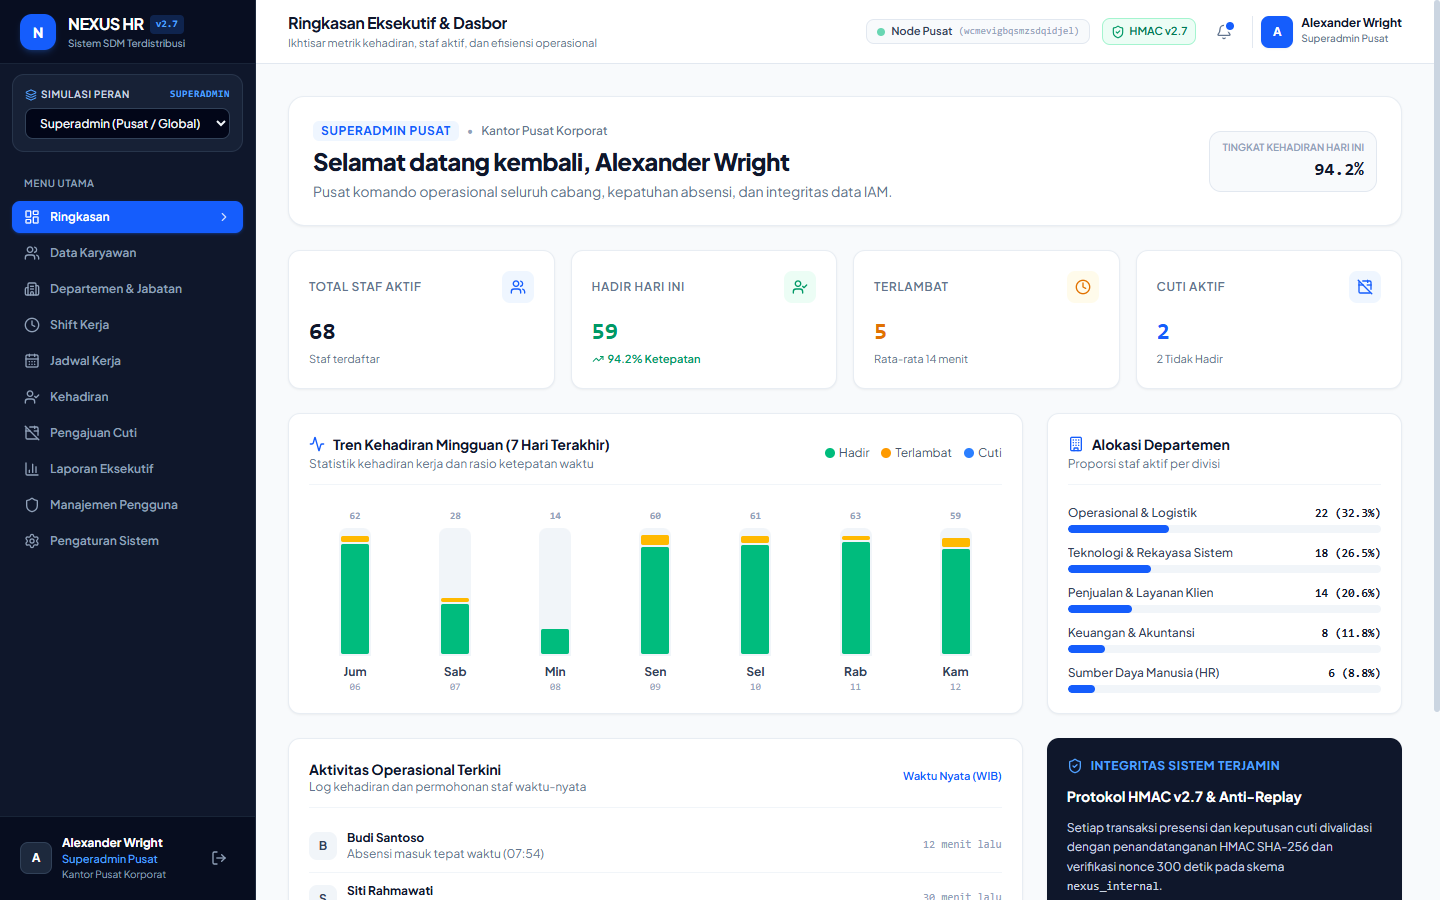 N
NEXUS HR v2.7
Sistem SDM Terdistribusi
SIMULASI PERAN SUPERADMIN
Superadmin (Pusat / Global)
MENU UTAMA
Ringkasan
Data Karyawan
Departemen & Jabatan
Shift Kerja
Jadwal Kerja
Kehadiran
Pengajuan Cuti
Laporan Eksekutif
Manajemen Pengguna
Pengaturan Sistem
A
Alexander Wright
Superadmin Pusat
Kantor Pusat Korporat
Ringkasan Eksekutif & Dasbor
Ikhtisar metrik kehadiran, staf aktif, dan efisiensi operasional
Node Pusat (wcmevigbqsmzsdqidjel)
HMAC v2.7
A
Alexander Wright
Superadmin Pusat
SUPERADMIN PUSAT • Kantor Pusat Korporat
Selamat datang kembali, Alexander Wright
Pusat komando operasional seluruh cabang, kepatuhan absensi, dan integritas data IAM.
TINGKAT KEHADIRAN HARI INI
94.2%
TOTAL STAF AKTIF
68
Staf terdaftar
HADIR HARI INI
59
94.2% Ketepatan
TERLAMBAT
5
Rata-rata 14 menit
CUTI AKTIF
2
2 Tidak Hadir
Tren Kehadiran Mingguan (7 Hari Terakhir)
Statistik kehadiran kerja dan rasio ketepatan waktu
Hadir Terlambat Cuti
62 28 14 60 61 63 59
Jum Sab Min Sen Sel Rab Kam
06 07 08 09 10 11 12
Alokasi Departemen
Proporsi staf aktif per divisi
Operasional & Logistik 22 (32.3%)
Teknologi & Rekayasa Sistem 18 (26.5%)
Penjualan & Layanan Klien 14 (20.6%)
Keuangan & Akuntansi 8 (11.8%)
Sumber Daya Manusia (HR) 6 (8.8%)
Aktivitas Operasional Terkini
Log kehadiran dan permohonan staf waktu-nyata
Waktu Nyata (WIB)
B
Budi Santoso
Absensi masuk tepat waktu (07:54)
12 menit lalu
S
Siti Rahmawati
30 menit lalu
INTEGRITAS SISTEM TERJAMIN
Protokol HMAC v2.7 & Anti-Replay
Setiap transaksi presensi dan keputusan cuti divalidasi
dengan penandatanganan HMAC SHA-256 dan
verifikasi nonce 300 detik pada skema
nexus_internal.